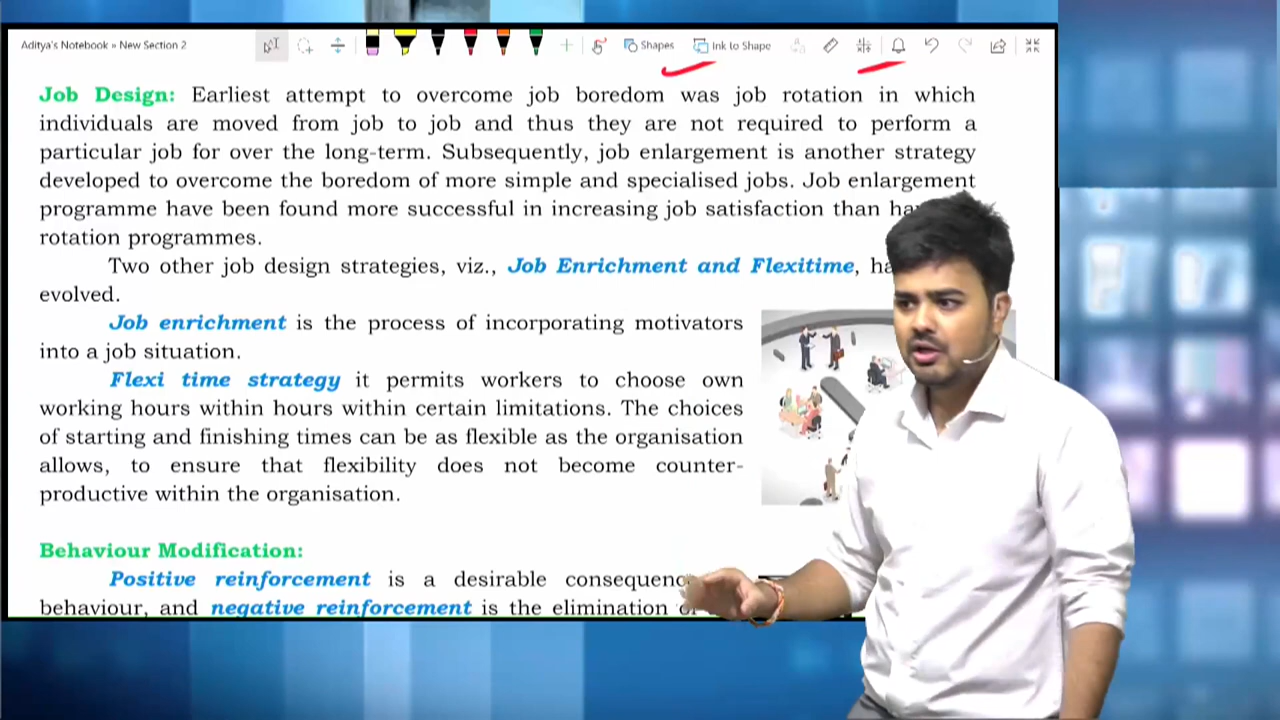 Aditya's Notebook » New Section 2
Shapes
Ink to Shape
Job Design: Earliest attempt to overcome job boredom was job rotation in which
individuals are moved from job to job and thus they are not required to perform a
particular job for over the long-term. Subsequently, job enlargement is another strategy
developed to overcome the boredom of more simple and specialised jobs. Job enlargement
programme have been found more successful in increasing job satisfaction than
rotation programmes.
Two other job design strategies, viz., Job Enrichment and Flexitime,
evolved.
Job enrichment is the process of incorporating motivators
into a job situation.
Flexi time strategy it permits workers to choose own
working hours within hours within certain limitations. The choices
of starting and finishing times can be as flexible as the organisation
allows, to ensure that flexibility does not become counter-
productive within the organisation.
Behaviour Modification:
Positive reinforcement is a desirable
behaviour, and negative reinforcement is the elimination